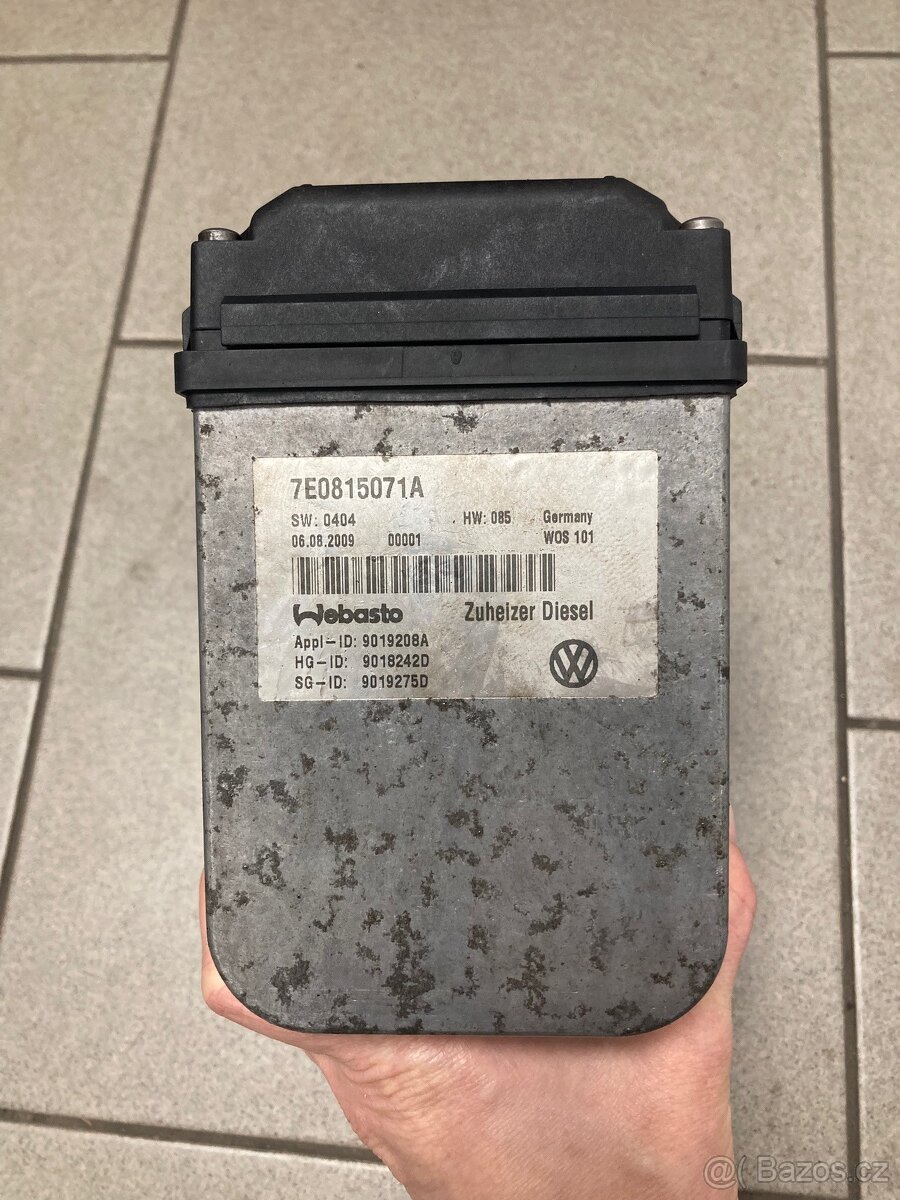 7E0815071A
SW: 0404 HW: 085 Germany
06.08.2009 00001 WOS 101
Webasto Zuheizer Diesel
Appl-ID: 9019208A
HG-ID: 9018242D
SG-ID: 9019275D
@( Bazos.cz